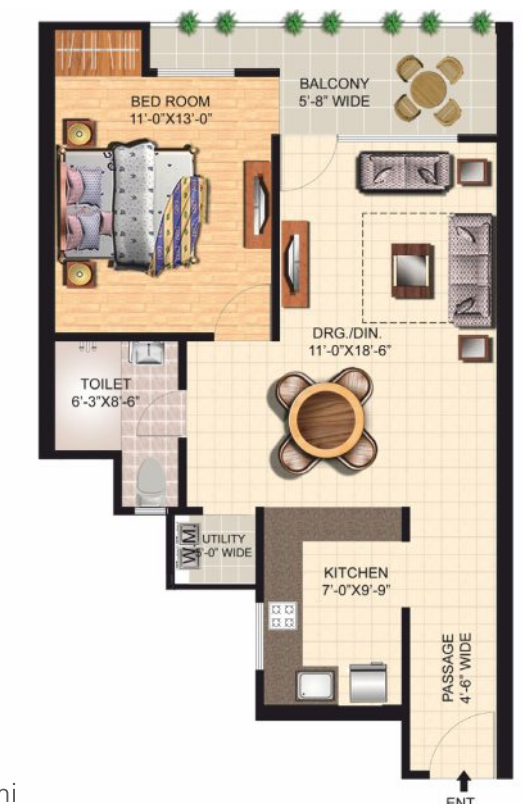 BALCONY
5'-8" WIDE
BED ROOM
11'-0"X13'-0"
DRG./DIN.
11'-0"X18'-6"
TOILET
6'-3"X8'-6"
W.M.
UTILITY
5'-0" WIDE
KITCHEN
7'-0"X9'-9"
PASSAGE
4'-6" WIDE
ENT.